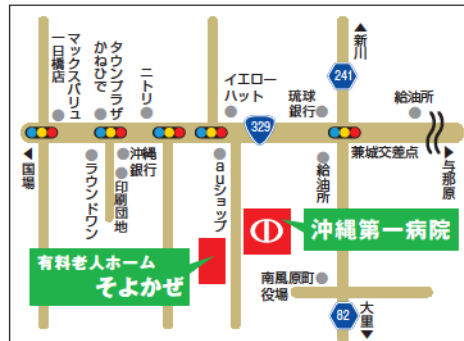 マックスバリュ
一日橋店
タウンプラザ
かねひで
ニトリ
イエロー
ハット
琉球
銀行
▲新川
241
給油所
329
◀国場
ラウンドワン
沖縄
銀行
印刷団地
auショップ
給油所
兼城交差点
▶与那原
沖縄第一病院
有料老人ホーム
そよかぜ
南風原町
役場
82
大里▼